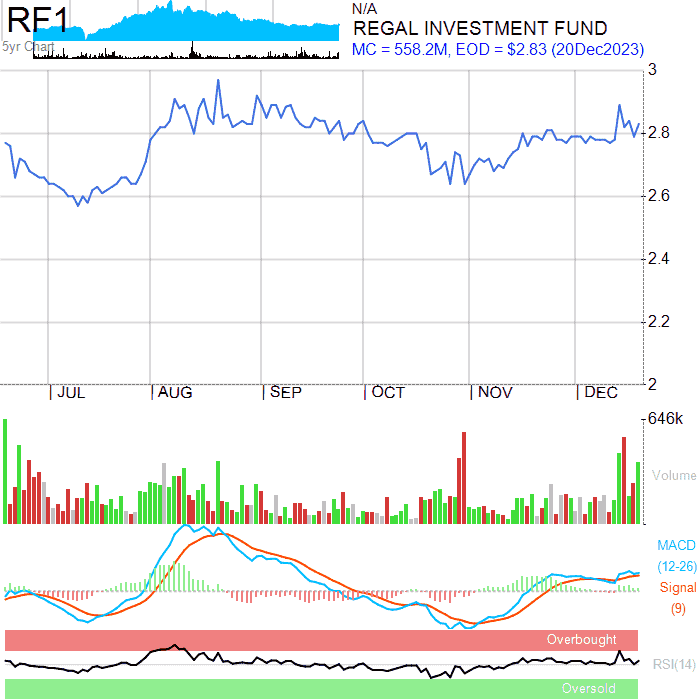 RF1
5yr Chart
N/A
REGAL INVESTMENT FUND
MC = 558.2M, EOD = $2.83 (20Dec2023)
3
2.8
2.6
2.4
2.2
2
JUL AUG SEP OCT NOV DEC
646k
Volume
MACD
(12-26)
Signal
(9)
Overbought
RSI(14)
Oversold